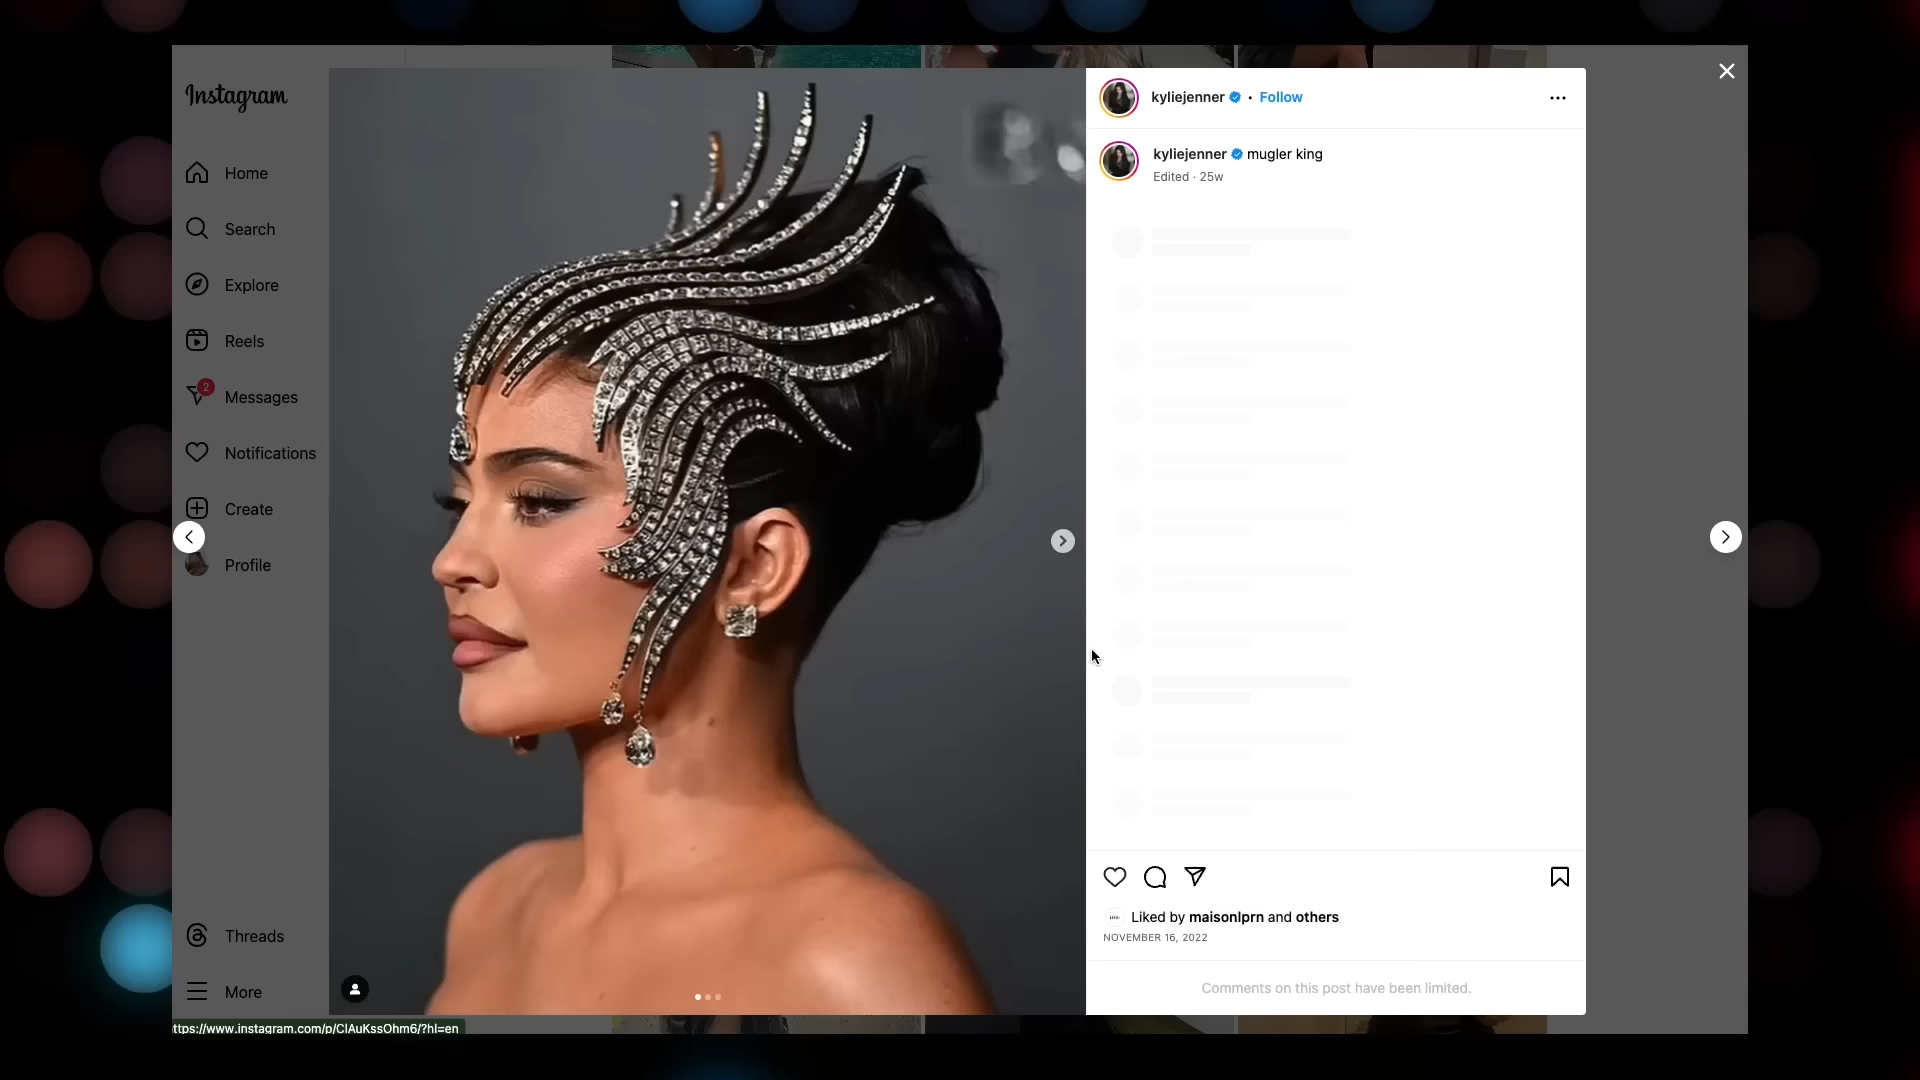 Instagram
Home
Search
Explore
Reels
2
Messages
Notifications
Create
Profile
Threads
More
ttps://www.instagram.com/p/ClAuKssOhm6/?hl=en
kyliejenner • Follow
kyliejenner mugler king
Edited · 25w
Liked by maisonlprn and others
NOVEMBER 16, 2022
Comments on this post have been limited.